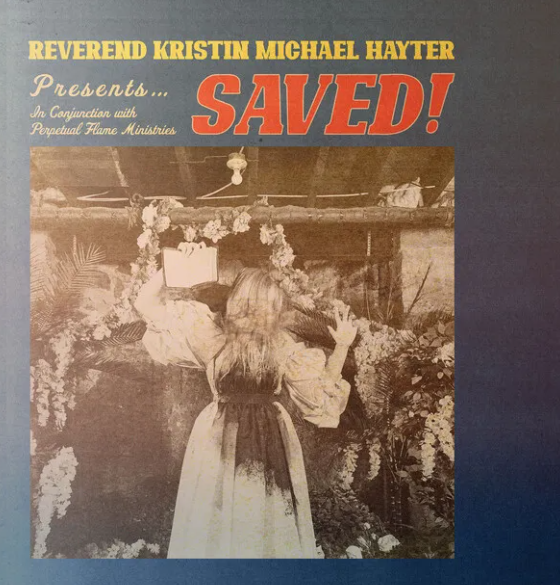 REVEREND KRISTIN MICHAEL HAYTER
Presents...
SAVED!
In Conjunction with
Perpetual Flame Ministries